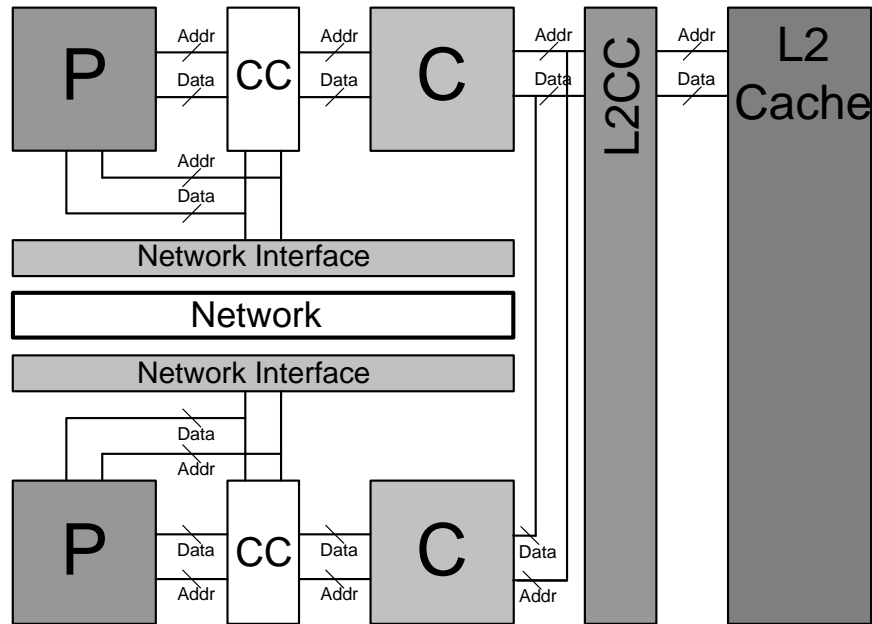 P
Addr
Data
CC
Addr
Data
C
Addr
Data
L2CC
Addr
Data
L2
Cache
Addr
Data
Network Interface
Network
Network Interface
Data
Addr
P
Data
Addr
CC
Data
Addr
C
Data
Addr